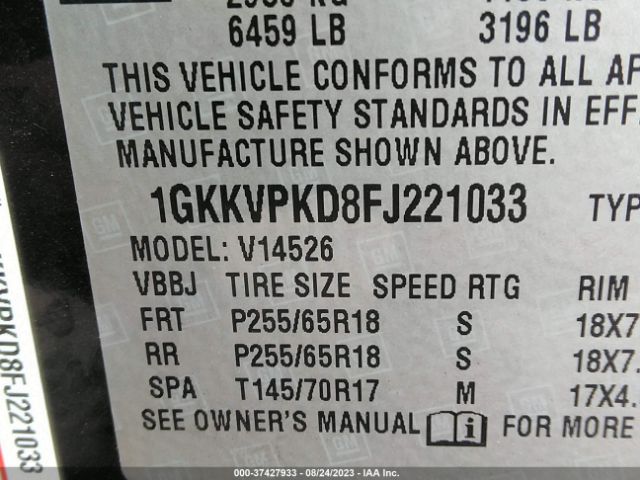 6459 LB 3196 LB
THIS VEHICLE CONFORMS TO ALL
VEHICLE SAFETY STANDARDS IN
MANUFACTURE SHOWN ABOVE.
1GKKVPKD8FJ221033 TYP
MODEL: V14526
VBBJ TIRE SIZE SPEED RTG RIM
FRT P255/65R18 S 18X7
RR P255/65R18 S 18X7.
SPA T145/70R17 M 17X4.
SEE OWNER'S MANUAL i FOR MORE
KKVPKD8FJ221033
GM
000-37427933 - 08/24/2023 - IAA Inc.